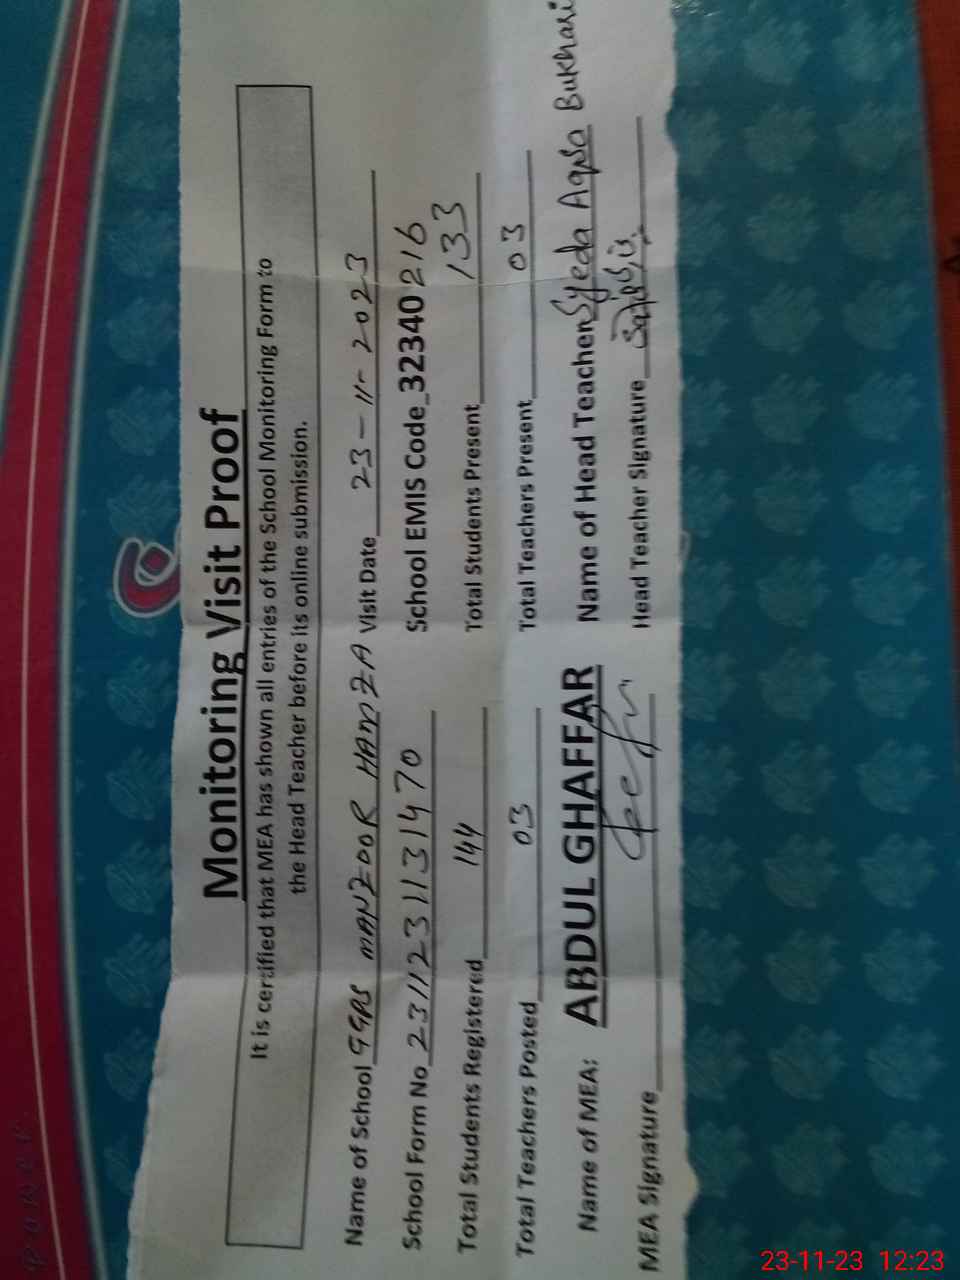 Monitoring Visit Proof
It is certified that MEA has shown all entries of the School Monitoring Form to
the Head Teacher before its online submission.
Name of School GGPS MANZOOR HAMZA Visit Date 23-11-2023
School Form No 2311231131470 School EMIS Code 32340216
Total Students Registered 144 Total Students Present 133
Total Teachers Posted 03 Total Teachers Present 03
Name of MEA: ABDUL GHAFFAR Name of Head Teacher Syeda Aqsa Bukhari
MEA Signature Head Teacher Signature
23-11-23 12:23